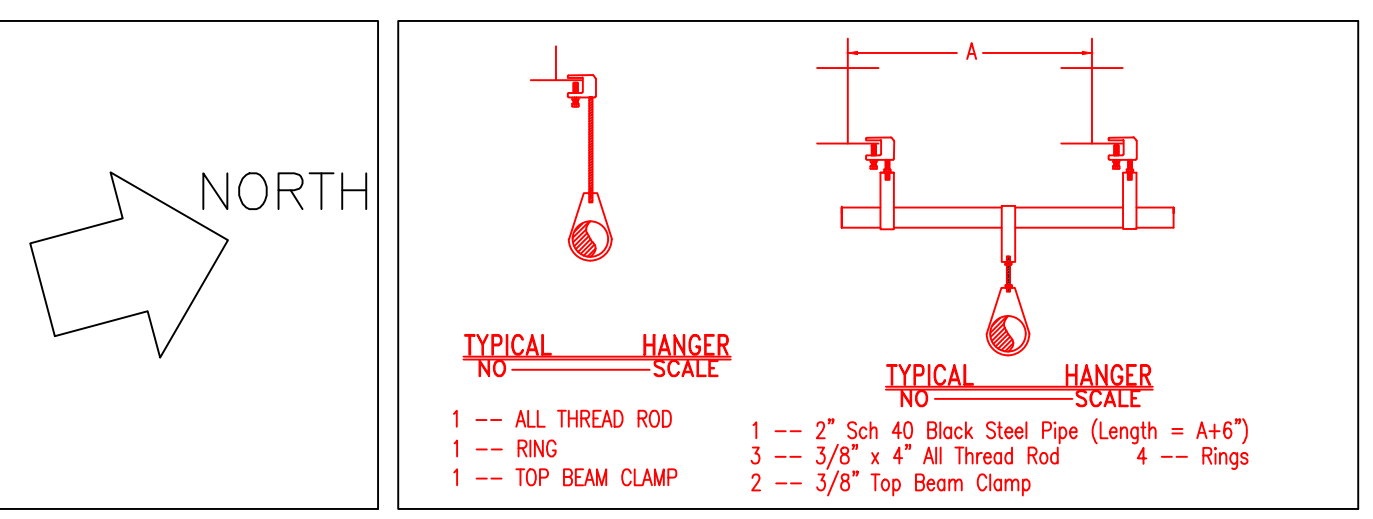 NORTH
TYPICAL HANGER
NO SCALE
1 -- ALL THREAD ROD
1 -- RING
1 -- TOP BEAM CLAMP
A
TYPICAL HANGER
NO SCALE
1 -- 2" Sch 40 Black Steel Pipe (Length = A+6")
3 -- 3/8" x 4" All Thread Rod 4 -- Rings
2 -- 3/8" Top Beam Clamp